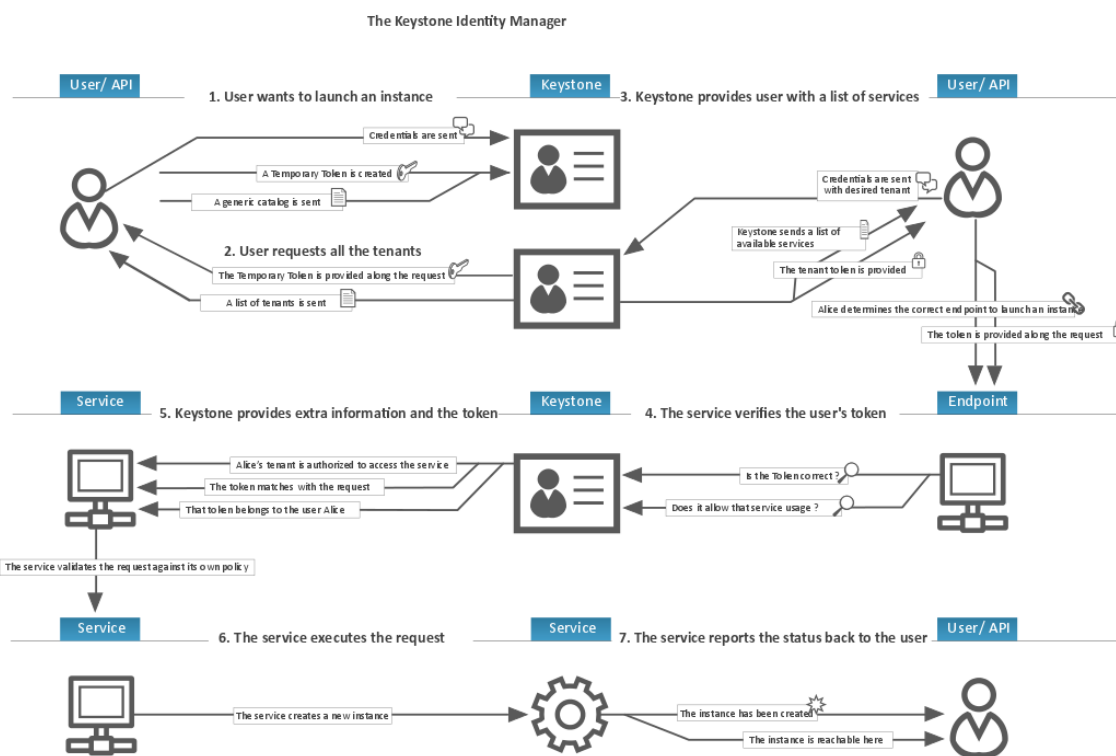 The Keystone Identity Manager
User/ API
1. User wants to launch an instance
Keystone
3. Keystone provides user with a list of services
User/ API
Credentials are sent
A Temporary Token is created
A generic catalog is sent
Credentials are sent
with desired tenant
Keystone sends a list of
available services
The tenant token is provided
2. User requests all the tenants
The Temporary Token is provided along the request
A list of tenants is sent
Alice determines the correct endpoint to launch an instance
The token is provided along the request
Service
5. Keystone provides extra information and the token
Keystone
4. The service verifies the user's token
Endpoint
Alice's tenant is authorized to access the service
The token matches with the request
That token belongs to the user Alice
Is the Token correct ?
Does it allow that service usage ?
The service validates the request against its own policy
Service
6. The service executes the request
Service
7. The service reports the status back to the user
User/ API
The service creates a new instance
The instance has been created
The instance is reachable here